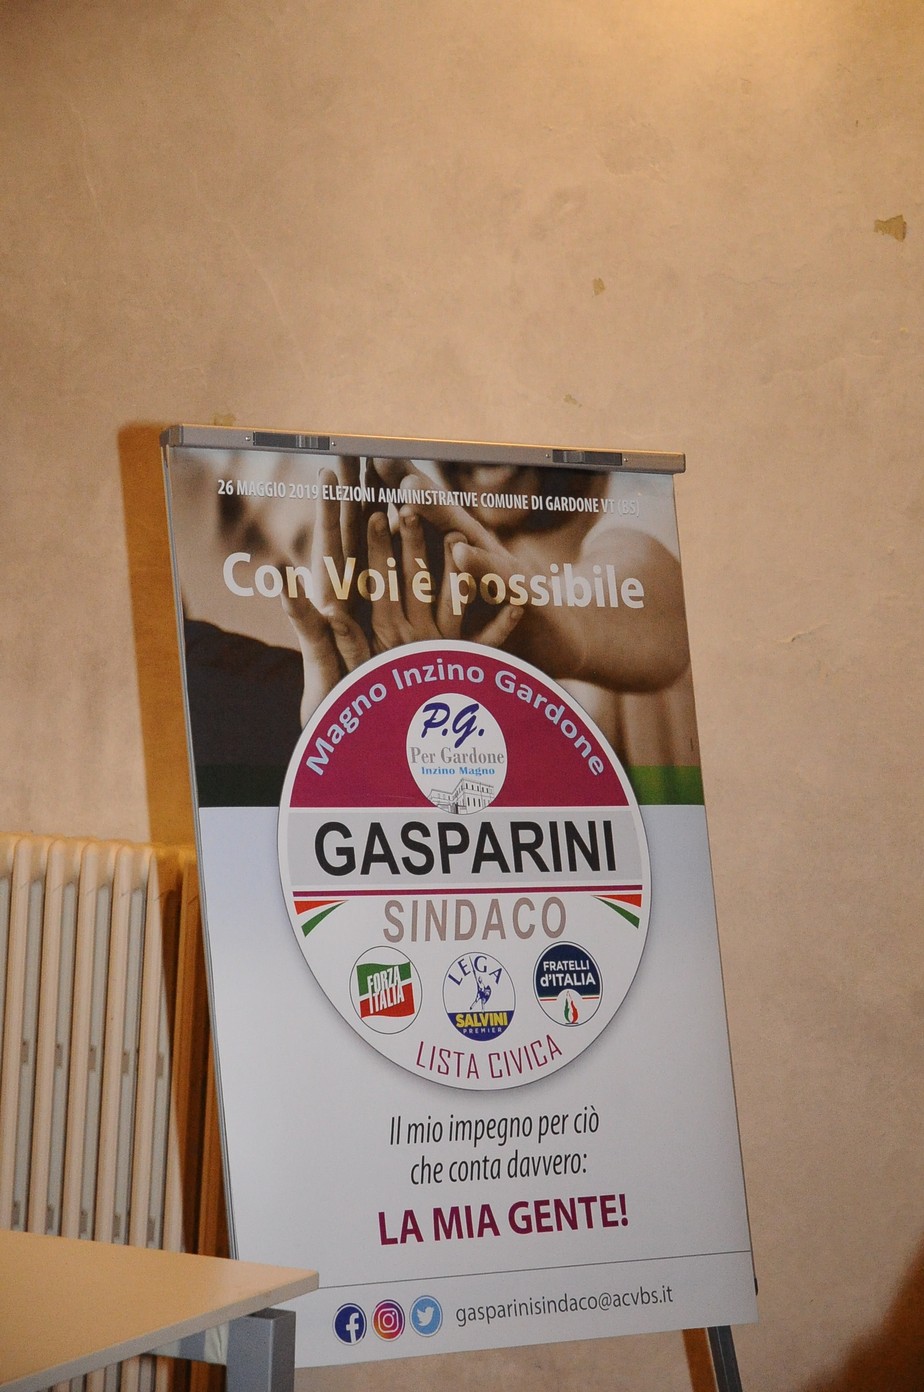 26 MAGGIO 2019 ELEZIONI AMMINISTRATIVE COMUNE DI GARDONE VT (BS)
Con Voi è possibile
Magno Inzino Gardone
P.G.
Per Gardone
Inzino Magno
GASPARINI
SINDACO
FORZA
ITALIA
LEGA
SALVINI
PREMIER
FRATELLI
d'ITALIA
LISTA CIVICA
Il mio impegno per ciò
che conta davvero:
LA MIA GENTE!
gasparinisindaco@acvbs.it